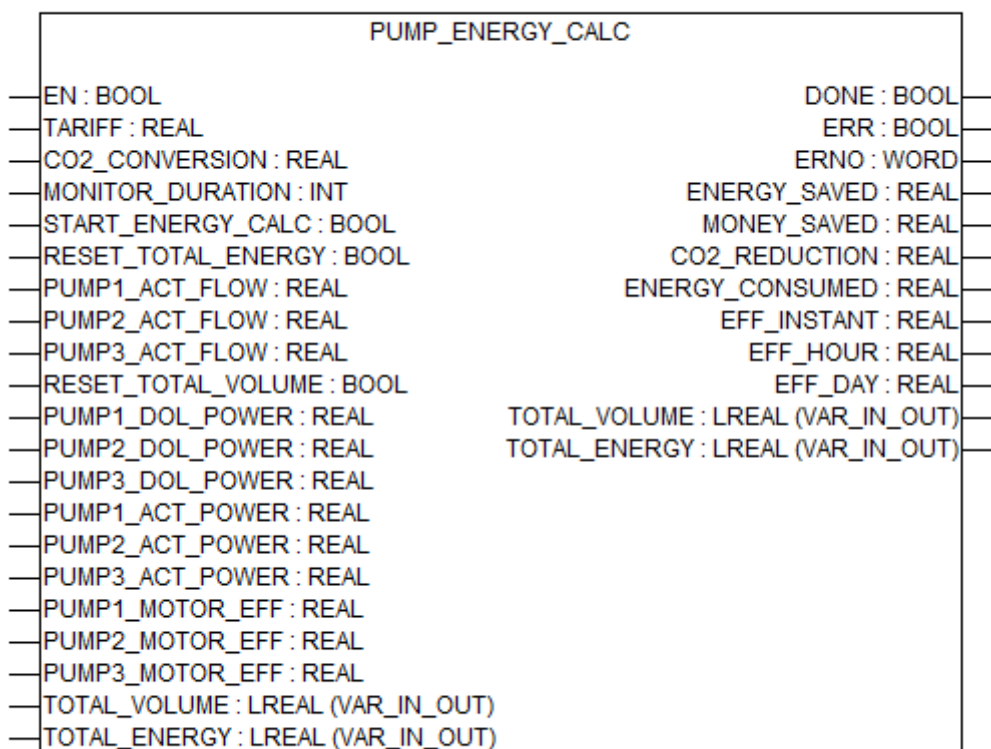 PUMP_ENERGY_CALC
EN : BOOL
TARIFF : REAL
CO2_CONVERSION : REAL
MONITOR_DURATION : INT
START_ENERGY_CALC : BOOL
RESET_TOTAL_ENERGY : BOOL
PUMP1_ACT_FLOW : REAL
PUMP2_ACT_FLOW : REAL
PUMP3_ACT_FLOW : REAL
RESET_TOTAL_VOLUME : BOOL
PUMP1_DOL_POWER : REAL
PUMP2_DOL_POWER : REAL
PUMP3_DOL_POWER : REAL
PUMP1_ACT_POWER : REAL
PUMP2_ACT_POWER : REAL
PUMP3_ACT_POWER : REAL
PUMP1_MOTOR_EFF : REAL
PUMP2_MOTOR_EFF : REAL
PUMP3_MOTOR_EFF : REAL
TOTAL_VOLUME : LREAL (VAR_IN_OUT)
TOTAL_ENERGY : LREAL (VAR_IN_OUT)
DONE : BOOL
ERR : BOOL
ERNO : WORD
ENERGY_SAVED : REAL
MONEY_SAVED : REAL
CO2_REDUCTION : REAL
ENERGY_CONSUMED : REAL
EFF_INSTANT : REAL
EFF_HOUR : REAL
EFF_DAY : REAL
TOTAL_VOLUME : LREAL (VAR_IN_OUT)
TOTAL_ENERGY : LREAL (VAR_IN_OUT)